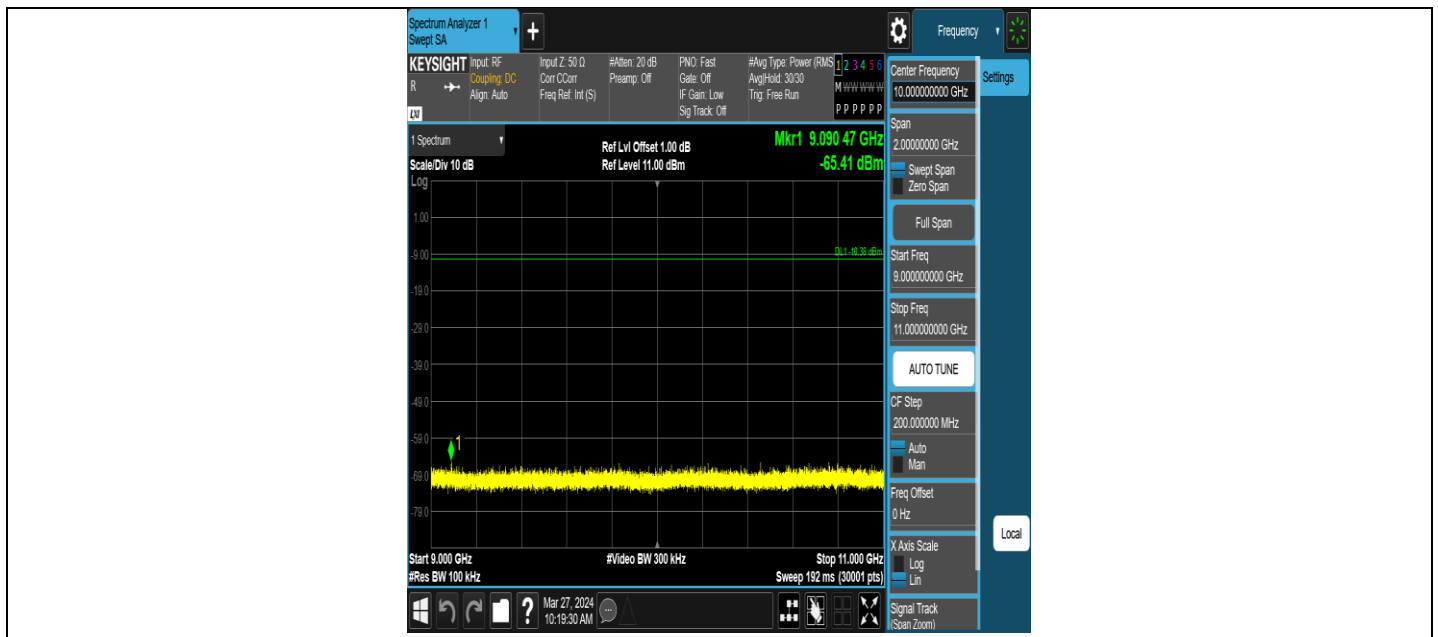 Spectrum Analyzer 1
Swept SA
+
Frequency
KEYSIGHT
R
LXI
Input: RF
Coupling: DC
Align: Auto
Input Z: 50 Ω
Corr CCorr
Freq Ref: Int (S)
#Atten: 20 dB
Preamp: Off
PNO: Fast
Gate: Off
IF Gain: Low
Sig Track: Off
#Avg Type: Power (RMS
Avg|Hold: 30/30
Trig: Free Run
1 2 3 4 5 6
M W W W W W
P P P P P P
1 Spectrum
Scale/Div 10 dB
Ref Lvl Offset 1.00 dB
Ref Level 11.00 dBm
Mkr1 9.090 47 GHz
-65.41 dBm
Log
1.00
-9.00
DL1 -10.38 dBm
-19.0
-29.0
-39.0
-49.0
-59.0
1
-69.0
-79.0
Start 9.000 GHz
#Video BW 300 kHz
Stop 11.000 GHz
#Res BW 100 kHz
Sweep 192 ms (30001 pts)
Center Frequency
10.00000000 GHz
Settings
Span
2.00000000 GHz
Swept Span
Zero Span
Full Span
Start Freq
9.000000000 GHz
Stop Freq
11.000000000 GHz
AUTO TUNE
CF Step
200.000000 MHz
Auto
Man
Freq Offset
0 Hz
X Axis Scale
Log
Lin
Local
Signal Track
(Span Zoom)
?
Mar 27, 2024
10:19:30 AM